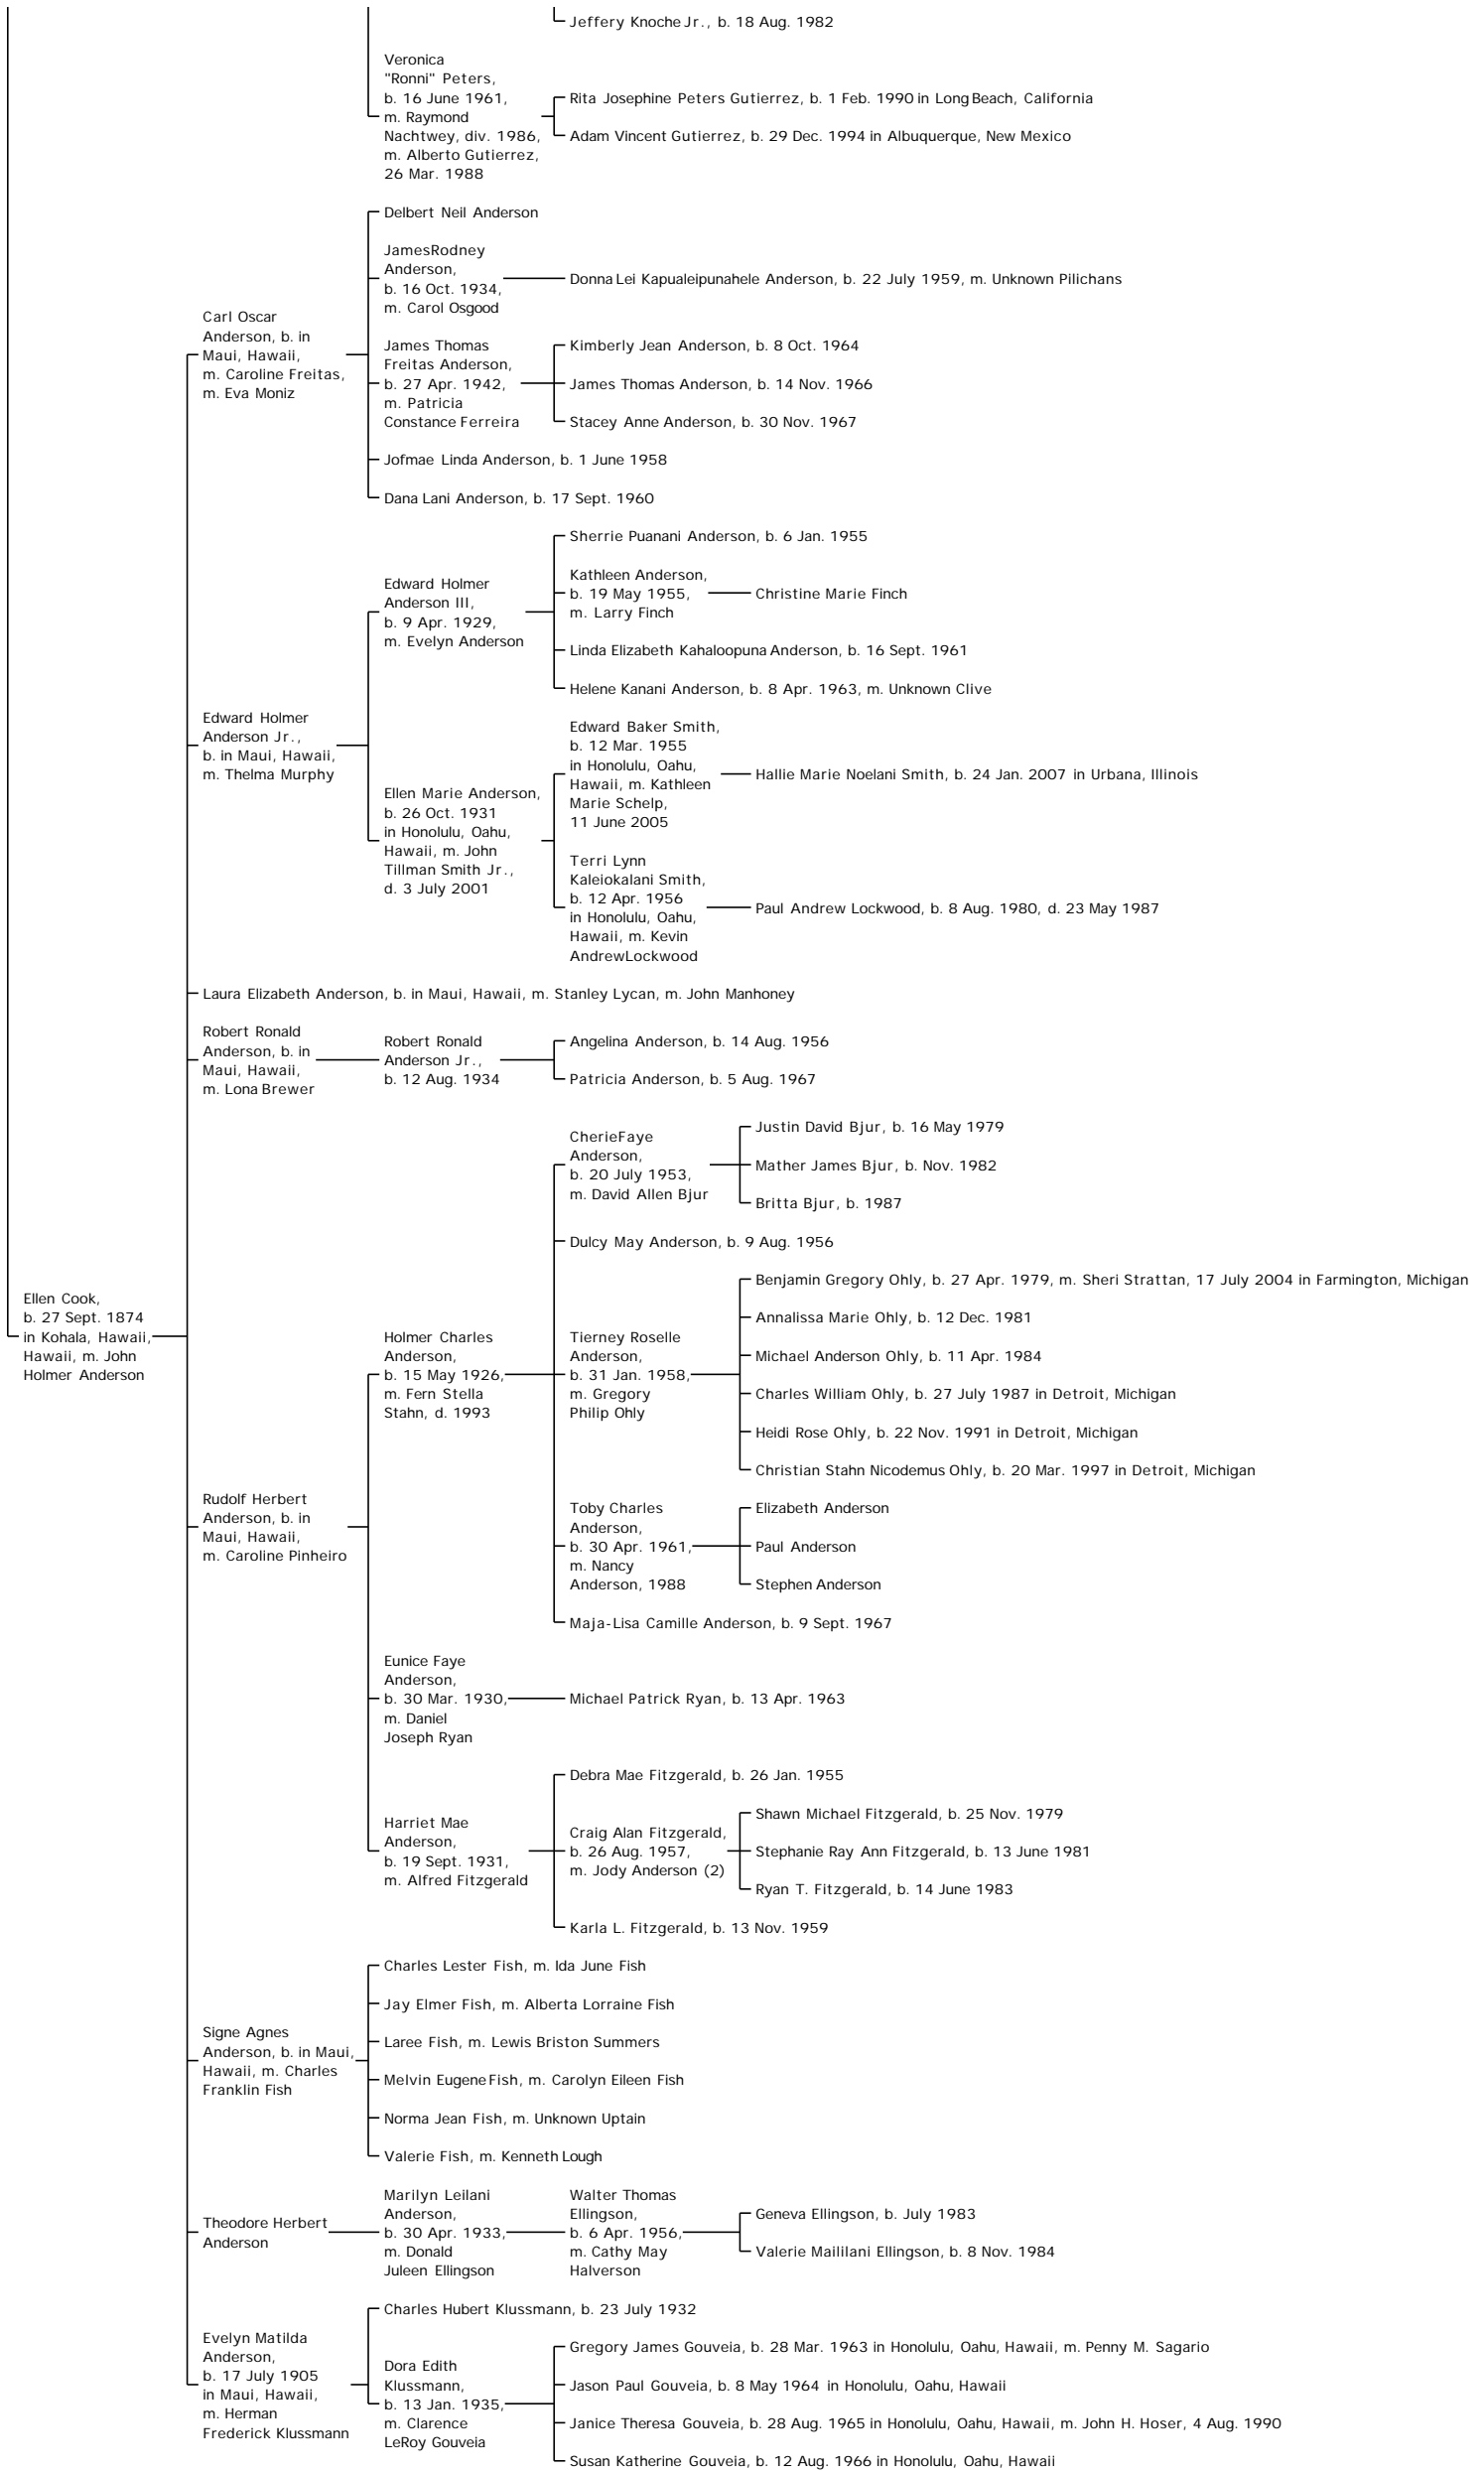 Jeffery Knoche Jr., b. 18 Aug. 1982
Veronica
"Ronni" Peters,
b. 16 June 1961,
m. Raymond
Nachtwey, div. 1986,
m. Alberto Gutierrez,
26 Mar. 1988
Rita Josephine Peters Gutierrez, b. 1 Feb. 1990 in Long Beach, California
Adam Vincent Gutierrez, b. 29 Dec. 1994 in Albuquerque, New Mexico
Carl Oscar
Anderson, b. in
Maui, Hawaii,
m. Caroline Freitas,
m. Eva Moniz
Delbert Neil Anderson
JamesRodney
Anderson,
b. 16 Oct. 1934,
m. Carol Osgood
Donna Lei Kapualeipunahele Anderson, b. 22 July 1959, m. Unknown Pilichans
James Thomas
Freitas Anderson,
b. 27 Apr. 1942,
m. Patricia
Constance Ferreira
Kimberly Jean Anderson, b. 8 Oct. 1964
James Thomas Anderson, b. 14 Nov. 1966
Stacey Anne Anderson, b. 30 Nov. 1967
Jofmae Linda Anderson, b. 1 June 1958
Dana Lani Anderson, b. 17 Sept. 1960
Edward Holmer
Anderson Jr.,
b. in Maui, Hawaii,
m. Thelma Murphy
Edward Holmer
Anderson III,
b. 9 Apr. 1929,
m. Evelyn Anderson
Sherrie Puanani Anderson, b. 6 Jan. 1955
Kathleen Anderson,
b. 19 May 1955,
m. Larry Finch
Christine Marie Finch
Linda Elizabeth Kahaloopuna Anderson, b. 16 Sept. 1961
Helene Kanani Anderson, b. 8 Apr. 1963, m. Unknown Clive
Ellen Marie Anderson,
b. 26 Oct. 1931
in Honolulu, Oahu,
Hawaii, m. John
Tillman Smith Jr.,
d. 3 July 2001
Edward Baker Smith,
b. 12 Mar. 1955
in Honolulu, Oahu,
Hawaii, m. Kathleen
Marie Schelp,
11 June 2005
Hallie Marie Noelani Smith, b. 24 Jan. 2007 in Urbana, Illinois
Terri Lynn
Kaleiokalani Smith,
b. 12 Apr. 1956
in Honolulu, Oahu,
Hawaii, m. Kevin
AndrewLockwood
Paul Andrew Lockwood, b. 8 Aug. 1980, d. 23 May 1987
Laura Elizabeth Anderson, b. in Maui, Hawaii, m. Stanley Lycan, m. John Manhoney
Robert Ronald
Anderson, b. in
Maui, Hawaii,
m. Lona Brewer
Robert Ronald
Anderson Jr.,
b. 12 Aug. 1934
Angelina Anderson, b. 14 Aug. 1956
Patricia Anderson, b. 5 Aug. 1967
Ellen Cook,
b. 27 Sept. 1874
in Kohala, Hawaii,
Hawaii, m. John
Holmer Anderson
Rudolf Herbert
Anderson, b. in
Maui, Hawaii,
m. Caroline Pinheiro
Holmer Charles
Anderson,
b. 15 May 1926,
m. Fern Stella
Stahn, d. 1993
CherieFaye
Anderson,
b. 20 July 1953,
m. David Allen Bjur
Justin David Bjur, b. 16 May 1979
Mather James Bjur, b. Nov. 1982
Britta Bjur, b. 1987
Dulcy May Anderson, b. 9 Aug. 1956
Tierney Roselle
Anderson,
b. 31 Jan. 1958,
m. Gregory
Philip Ohly
Benjamin Gregory Ohly, b. 27 Apr. 1979, m. Sheri Strattan, 17 July 2004 in Farmington, Michigan
Annalissa Marie Ohly, b. 12 Dec. 1981
Michael Anderson Ohly, b. 11 Apr. 1984
Charles William Ohly, b. 27 July 1987 in Detroit, Michigan
Heidi Rose Ohly, b. 22 Nov. 1991 in Detroit, Michigan
Christian Stahn Nicodemus Ohly, b. 20 Mar. 1997 in Detroit, Michigan
Toby Charles
Anderson,
b. 30 Apr. 1961,
m. Nancy
Anderson, 1988
Elizabeth Anderson
Paul Anderson
Stephen Anderson
Maja-Lisa Camille Anderson, b. 9 Sept. 1967
Eunice Faye
Anderson,
b. 30 Mar. 1930,
m. Daniel
Joseph Ryan
Michael Patrick Ryan, b. 13 Apr. 1963
Harriet Mae
Anderson,
b. 19 Sept. 1931,
m. Alfred Fitzgerald
Debra Mae Fitzgerald, b. 26 Jan. 1955
Craig Alan Fitzgerald,
b. 26 Aug. 1957,
m. Jody Anderson (2)
Shawn Michael Fitzgerald, b. 25 Nov. 1979
Stephanie Ray Ann Fitzgerald, b. 13 June 1981
Ryan T. Fitzgerald, b. 14 June 1983
Karla L. Fitzgerald, b. 13 Nov. 1959
Signe Agnes
Anderson, b. in Maui,
Hawaii, m. Charles
Franklin Fish
Charles Lester Fish, m. Ida June Fish
Jay Elmer Fish, m. Alberta Lorraine Fish
Laree Fish, m. Lewis Briston Summers
Melvin Eugene Fish, m. Carolyn Eileen Fish
Norma Jean Fish, m. Unknown Uptain
Valerie Fish, m. Kenneth Lough
Theodore Herbert
Anderson
Marilyn Leilani
Anderson,
b. 30 Apr. 1933,
m. Donald
Juleen Ellingson
Walter Thomas
Ellingson,
b. 6 Apr. 1956,
m. Cathy May
Halverson
Geneva Ellingson, b. July 1983
Valerie Maililani Ellingson, b. 8 Nov. 1984
Evelyn Matilda
Anderson,
b. 17 July 1905
in Maui, Hawaii,
m. Herman
Frederick Klussmann
Charles Hubert Klussmann, b. 23 July 1932
Dora Edith
Klussmann,
b. 13 Jan. 1935,
m. Clarence
LeRoy Gouveia
Gregory James Gouveia, b. 28 Mar. 1963 in Honolulu, Oahu, Hawaii, m. Penny M. Sagario
Jason Paul Gouveia, b. 8 May 1964 in Honolulu, Oahu, Hawaii
Janice Theresa Gouveia, b. 28 Aug. 1965 in Honolulu, Oahu, Hawaii, m. John H. Hoser, 4 Aug. 1990
Susan Katherine Gouveia, b. 12 Aug. 1966 in Honolulu, Oahu, Hawaii